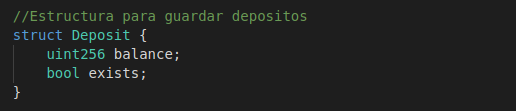 //Estructura para guardar depositos
struct Deposit {
    uint256 balance;
    bool exists;
}